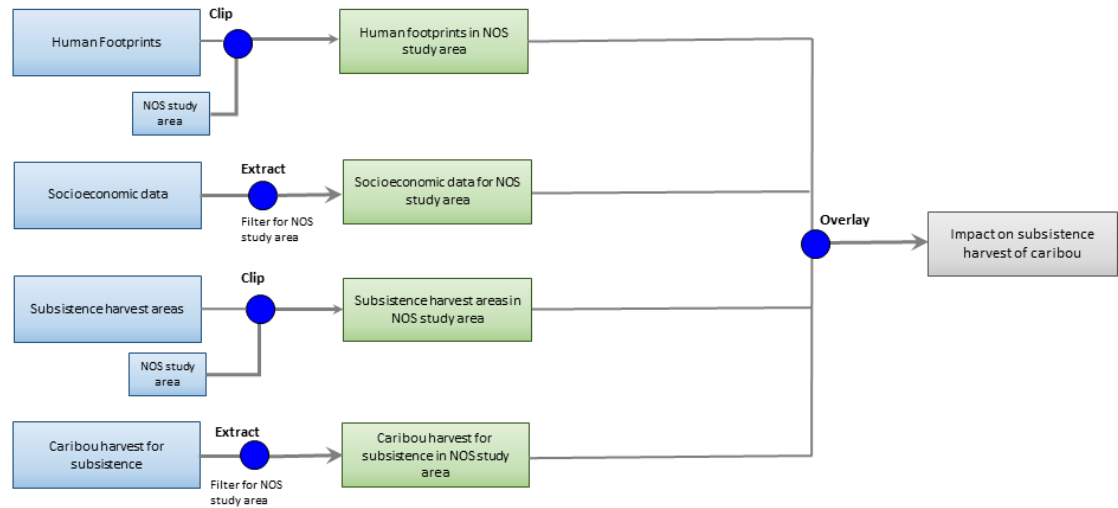 Clip
Human Footprints
Human footprints in NOS
study area
NOS study
area
Extract
Socioeconomic data
Socioeconomic data for NOS
study area
Filter for NOS
study area
Overlay
Impact on subsistence
harvest of caribou
Clip
Subsistence harvest areas
Subsistence harvest areas in
NOS study area
NOS study
area
Extract
Caribou harvest for
subsistence
Caribou harvest for
subsistence in NOS study
area
Filter for NOS
study area